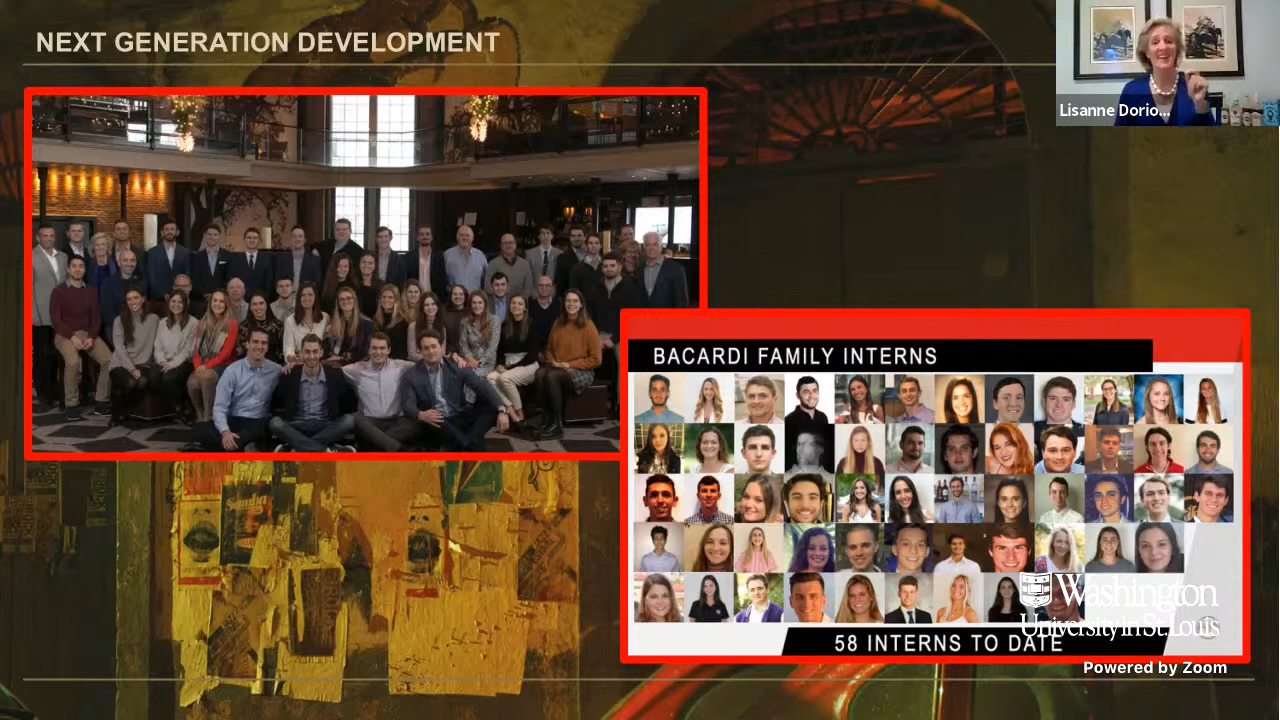 NEXT GENERATION DEVELOPMENT
Lisanne Dorio...
BACARDI FAMILY INTERNS
58 INTERNS TO DATE
Washington
University in St. Louis
Powered by Zoom